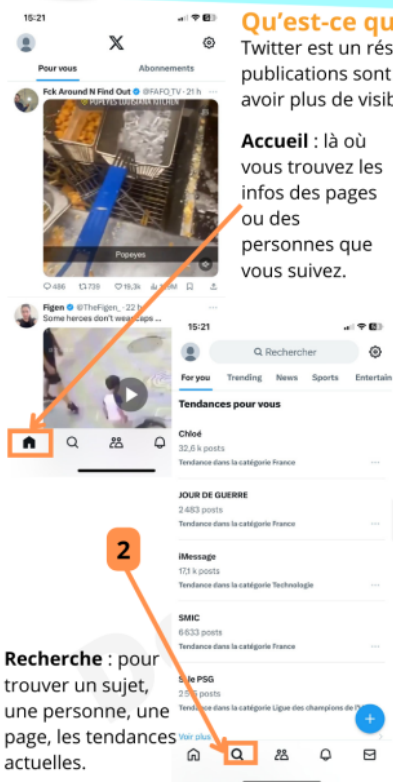 15:21
Pour vous Abonnements
Fck Around N Find Out @FAFO_TV · 21 h
POPEYES LOUISIANA KITCHEN
Popeyes
486 739 19,3k
Figen @TheFigen_ · 22 h
Some heroes don't wear caps ...
Qu'est-ce qu
Twitter est un rés
publications sont
avoir plus de visib
Accueil : là où
vous trouvez les
infos des pages
ou des
personnes que
vous suivez.
15:21
Rechercher
For you Trending News Sports Entertain
Tendances pour vous
Chloé
32,6 k posts
Tendance dans la catégorie France
JOUR DE GUERRE
2 483 posts
Tendance dans la catégorie France
iMessage
17,1 k posts
Tendance dans la catégorie Technologie
SMIC
6 633 posts
Tendance dans la catégorie France
PSG
posts
Tendance dans la catégorie Ligue des champions de
Voir plus
2
Recherche : pour
trouver un sujet,
une personne, une
page, les tendances
actuelles.